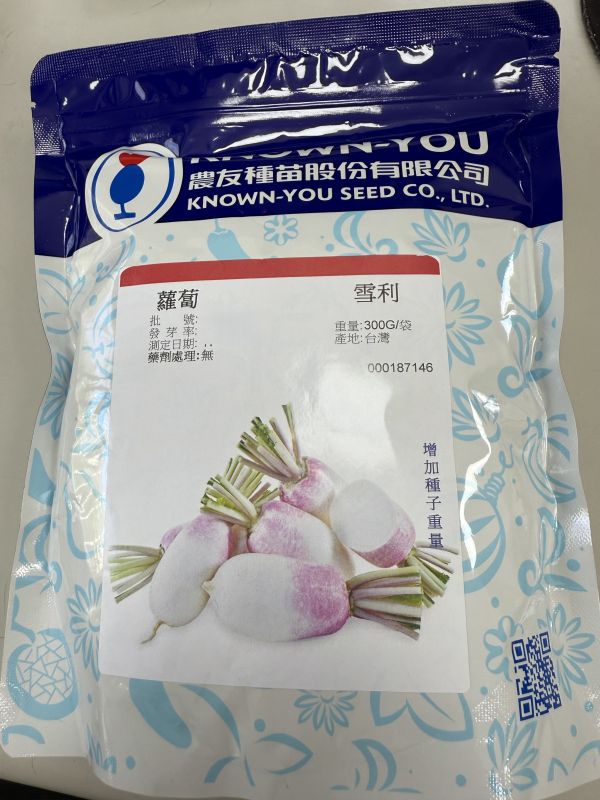 KNOWN-YOU
農友種苗股份有限公司
KNOWN-YOU SEED CO., LTD.
蘿蔔 雪利
批 號:
發芽率:
測定日期: . .
藥劑處理:無
重量:300G/袋
產地:台灣
000187146
增加種子重量